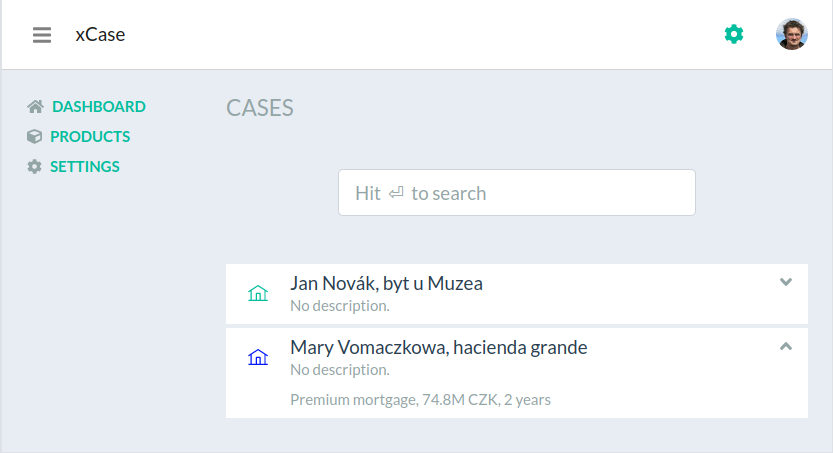 xCase
DASHBOARD
PRODUCTS
SETTINGS
CASES
Hit ⏎ to search
Jan Novák, byt u Muzea
No description.
Mary Vomaczkowa, hacienda grande
No description.
Premium mortgage, 74.8M CZK, 2 years